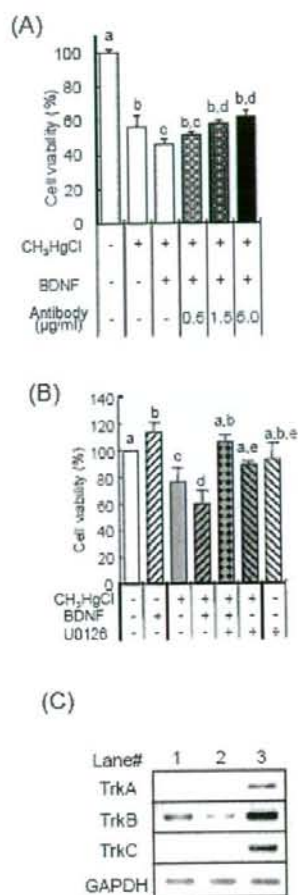 (A)
a
b
c
b,c
b,d
b,d
Cell viability (%)
100
80
60
40
20
0
CH₃HgCl - + + + + +
BDNF - - + + + +
Antibody (µg/ml) - - - 0.5 1.5 5.0
(B)
a
b
c
d
a,b
a,e
a,b,e
Cell viability (%)
140
120
100
80
60
40
20
0
CH₃HgCl - - + + + + -
BDNF - + - + + - -
U0126 - - - - + + +
(C)
Lane# 1 2 3
TrkA
TrkB
TrkC
GAPDH